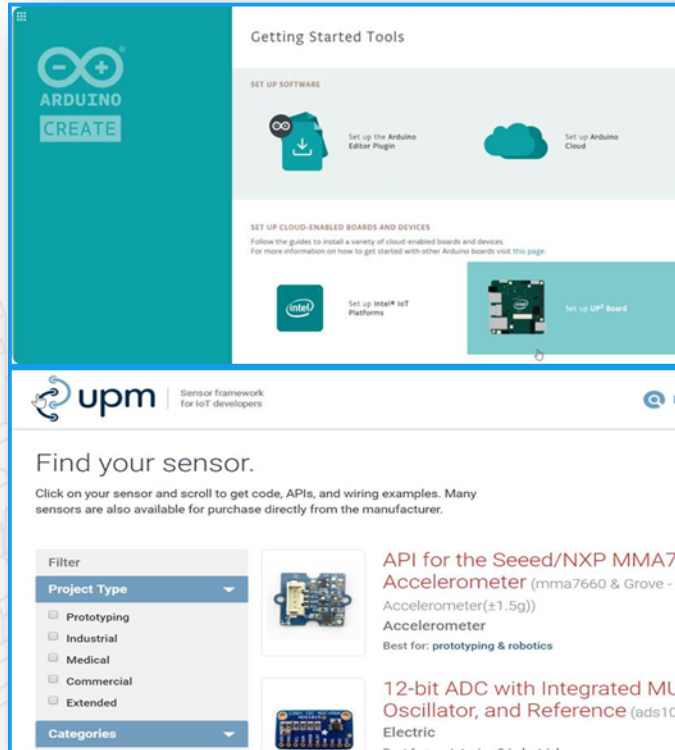 Getting Started Tools
ARDUINO
CREATE
SET UP SOFTWARE
Set up the Arduino
Editor Plugin
Set up Arduino
Cloud
SET UP CLOUD-ENABLED BOARDS AND DEVICES
Follow the guides to install a variety of cloud-enabled boards and devices.
For more information on how to get started with other Arduino boards visit this page.
intel
Set up Intel® IoT
Platforms
Set up UP² Board
upm
Sensor framework
for IoT developers
Find your sensor.
Click on your sensor and scroll to get code, APIs, and wiring examples. Many
sensors are also available for purchase directly from the manufacturer.
Filter
Project Type
Prototyping
Industrial
Medical
Commercial
Extended
Categories
API for the Seeed/NXP MMA7
Accelerometer (mma7660 & Grove -
Accelerometer(±1.5g))
Accelerometer
Best for: prototyping & robotics
12-bit ADC with Integrated MU
Oscillator, and Reference (ads10
Electric